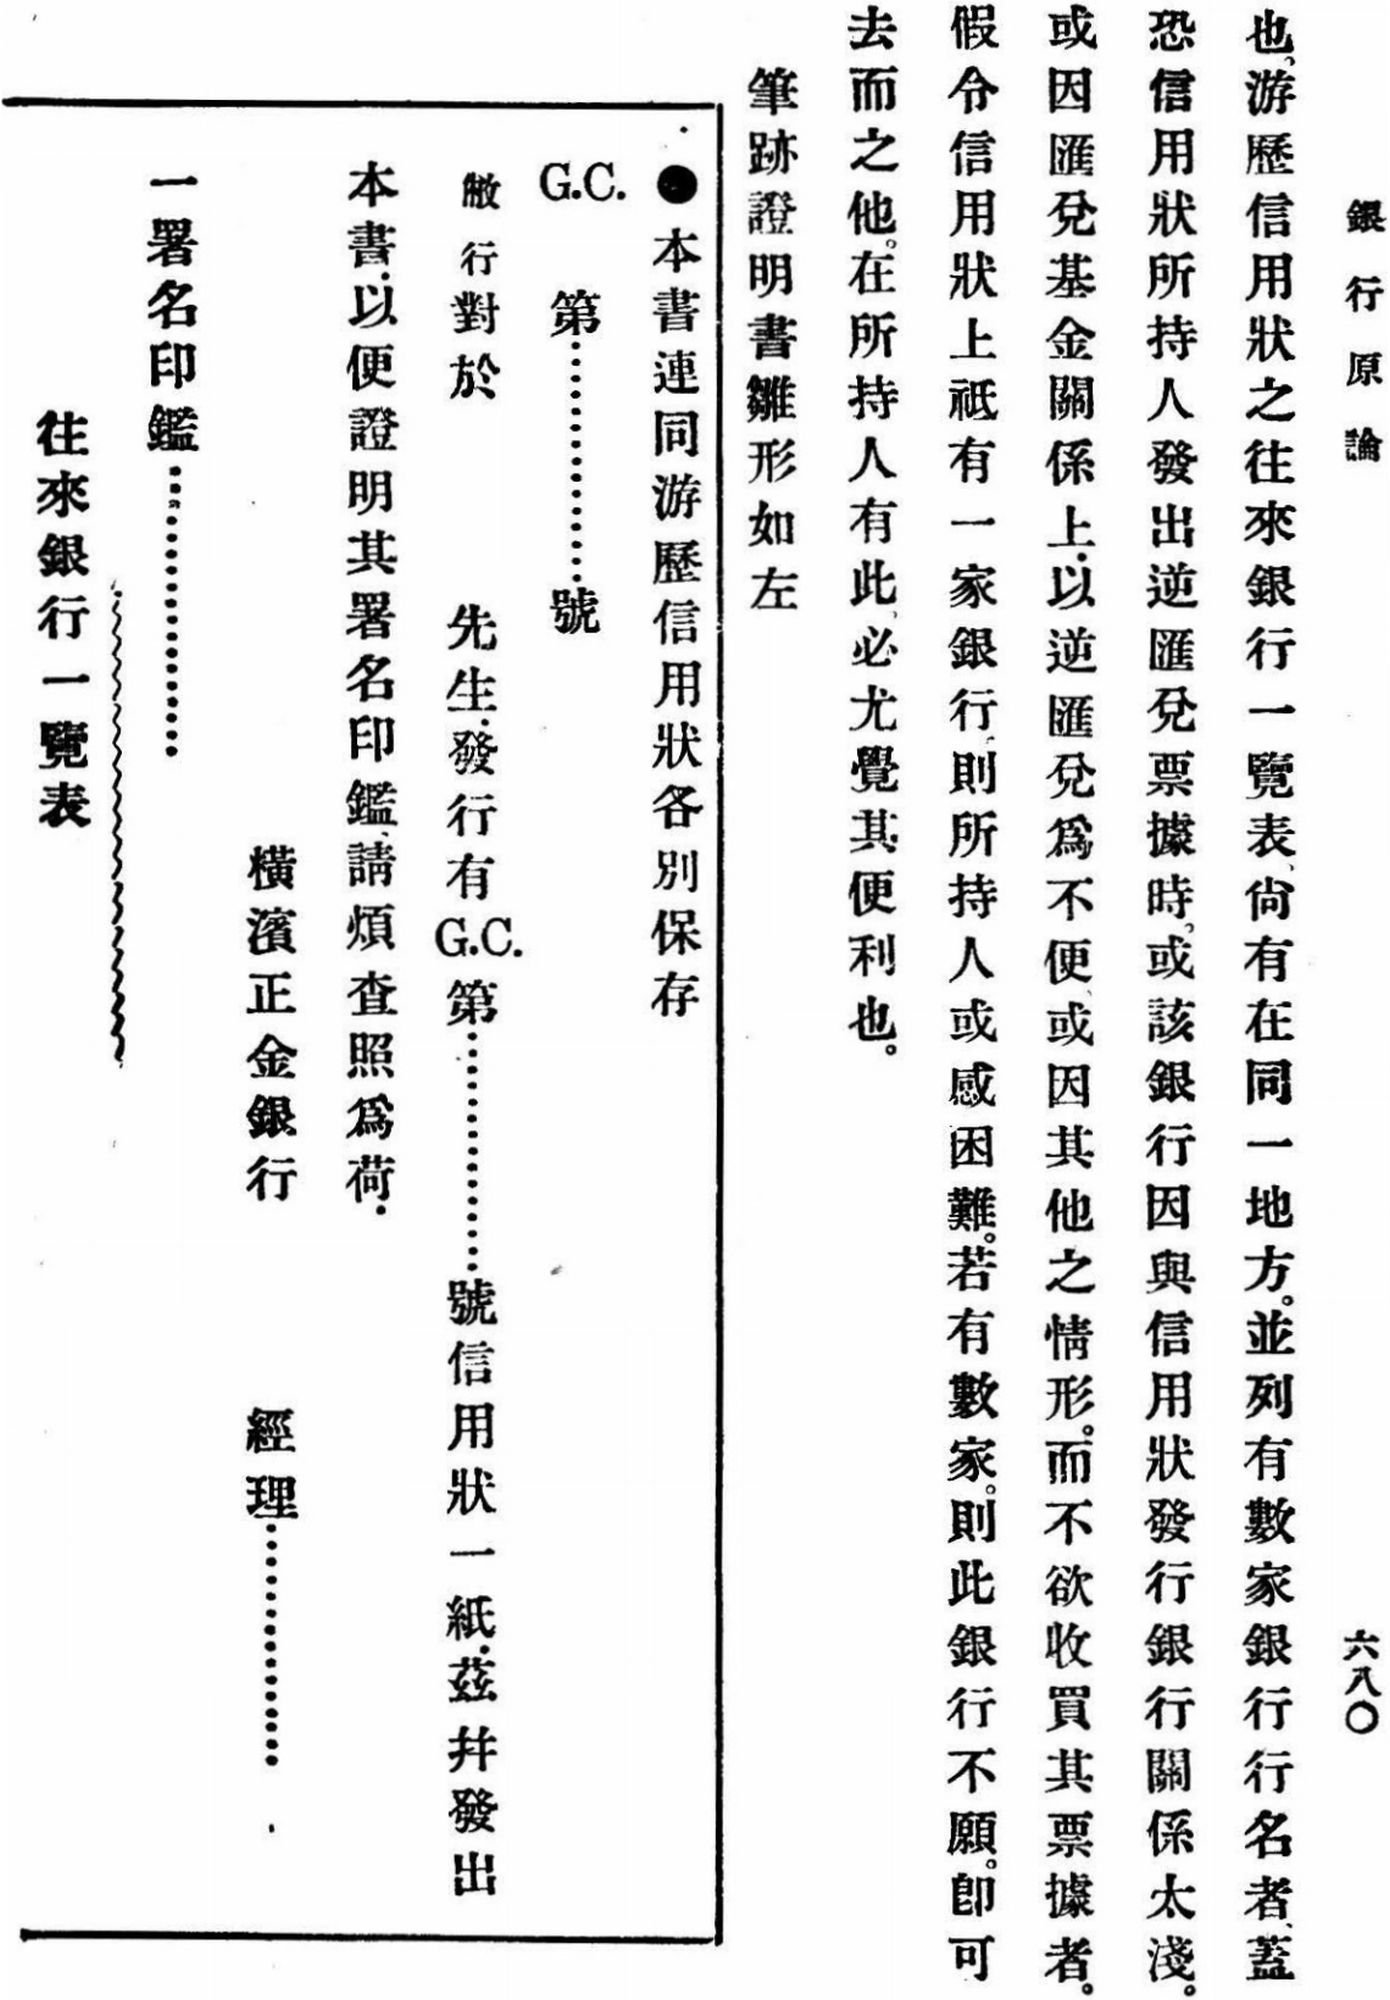 銀行原論
六八〇
也。游歷信用狀之往來銀行一覽表、尙有在同一地方。並列有數家銀行行名者、蓋
恐信用狀所持人發出逆匯兌票據時。或該銀行因與信用狀發行銀行關係太淺。
或因匯兌基金關係上、以逆匯兌爲不便、或因其他之情形。而不欲收買其票據者。
假令信用狀上祗有一家銀行、則所持人或感困難。若有數家。則此銀行不願。卽可
去而之他。在所持人有此、必尤覺其便利也。
筆跡證明書雛形如左
●本書連同游歷信用狀各別保存
G.C. 第…………號
敝行對於 先生.發行有G.C.第…………號信用狀一紙.茲幷發出
本書.以便證明其署名印鑑、請煩查照爲荷.
橫濱正金銀行 經理…………
一署名印鑑…………
往來銀行一覽表